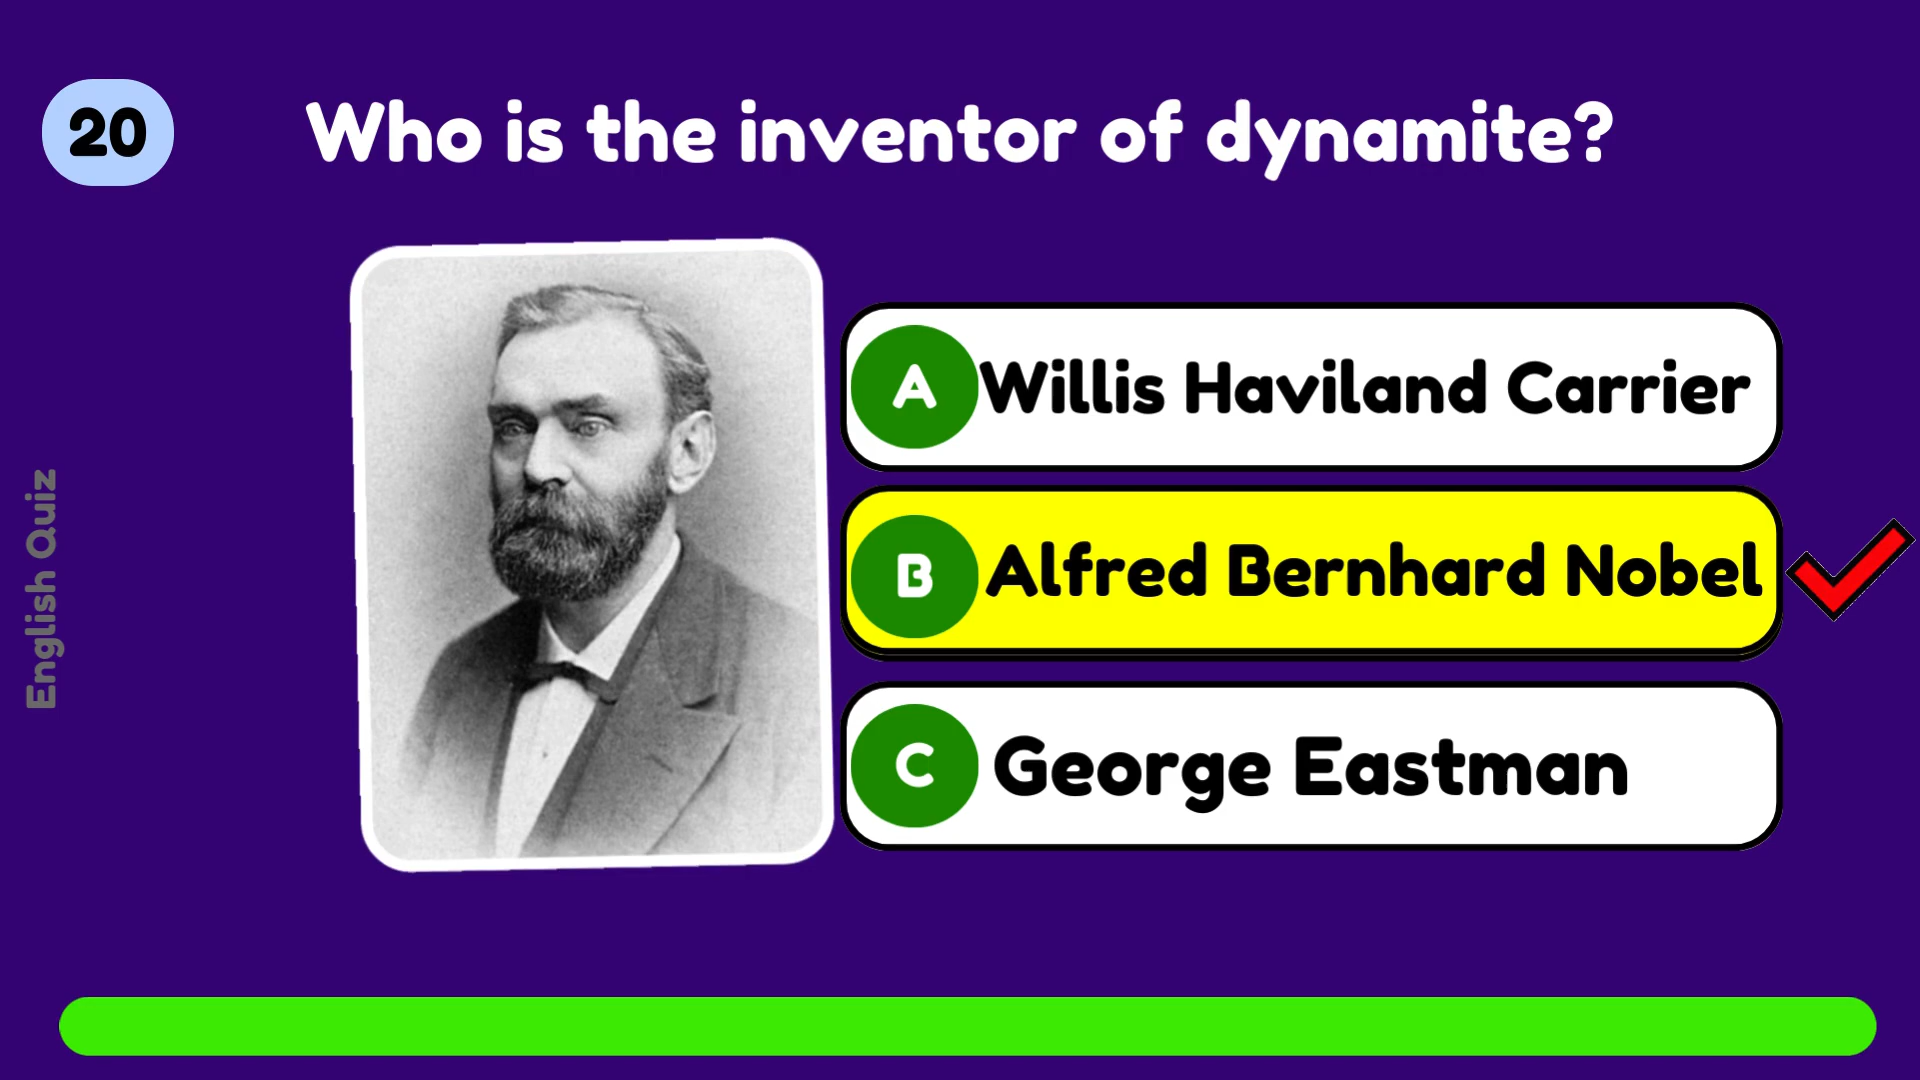 20
Who is the inventor of dynamite?
A Willis Haviland Carrier
B Alfred Bernhard Nobel
C George Eastman
English Quiz